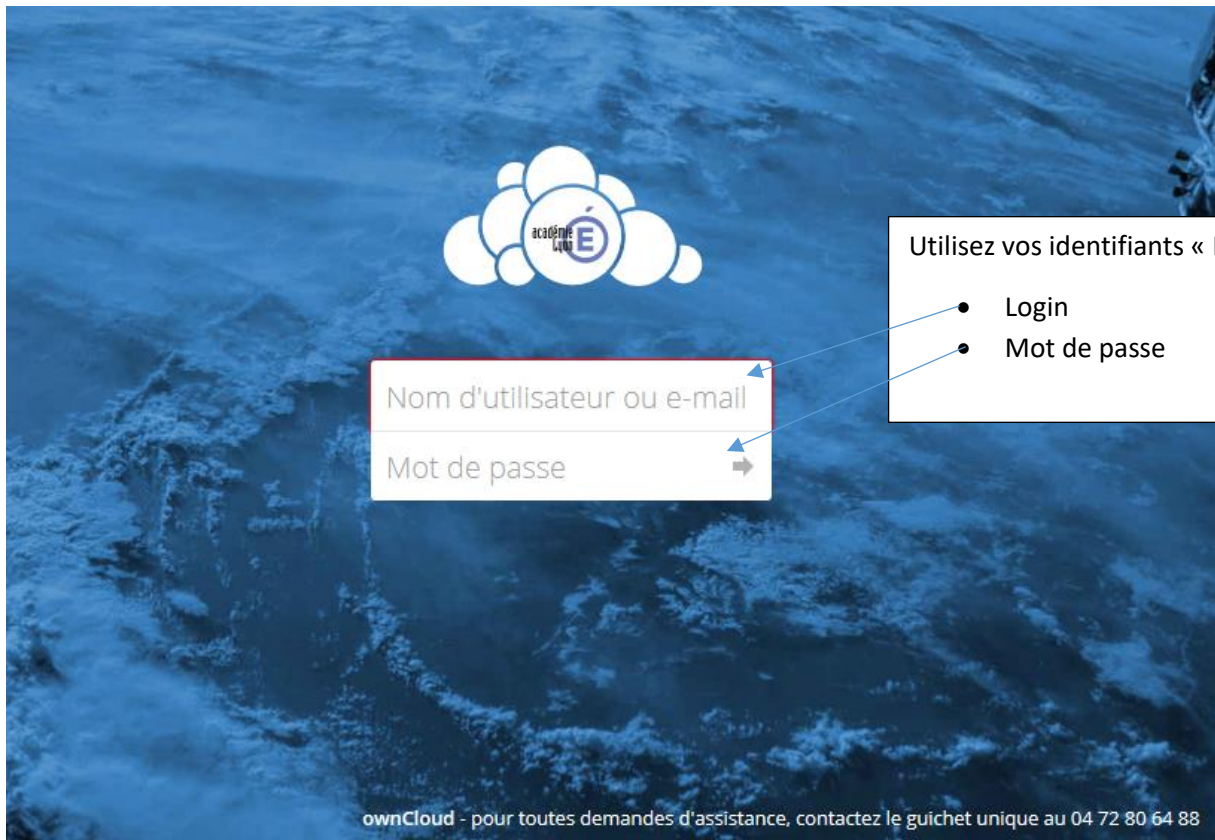 académie
Lyon
É
Utilisez vos identifiants «
• Login
• Mot de passe
Nom d'utilisateur ou e-mail
Mot de passe
ownCloud - pour toutes demandes d'assistance, contactez le guichet unique au 04 72 80 64 88